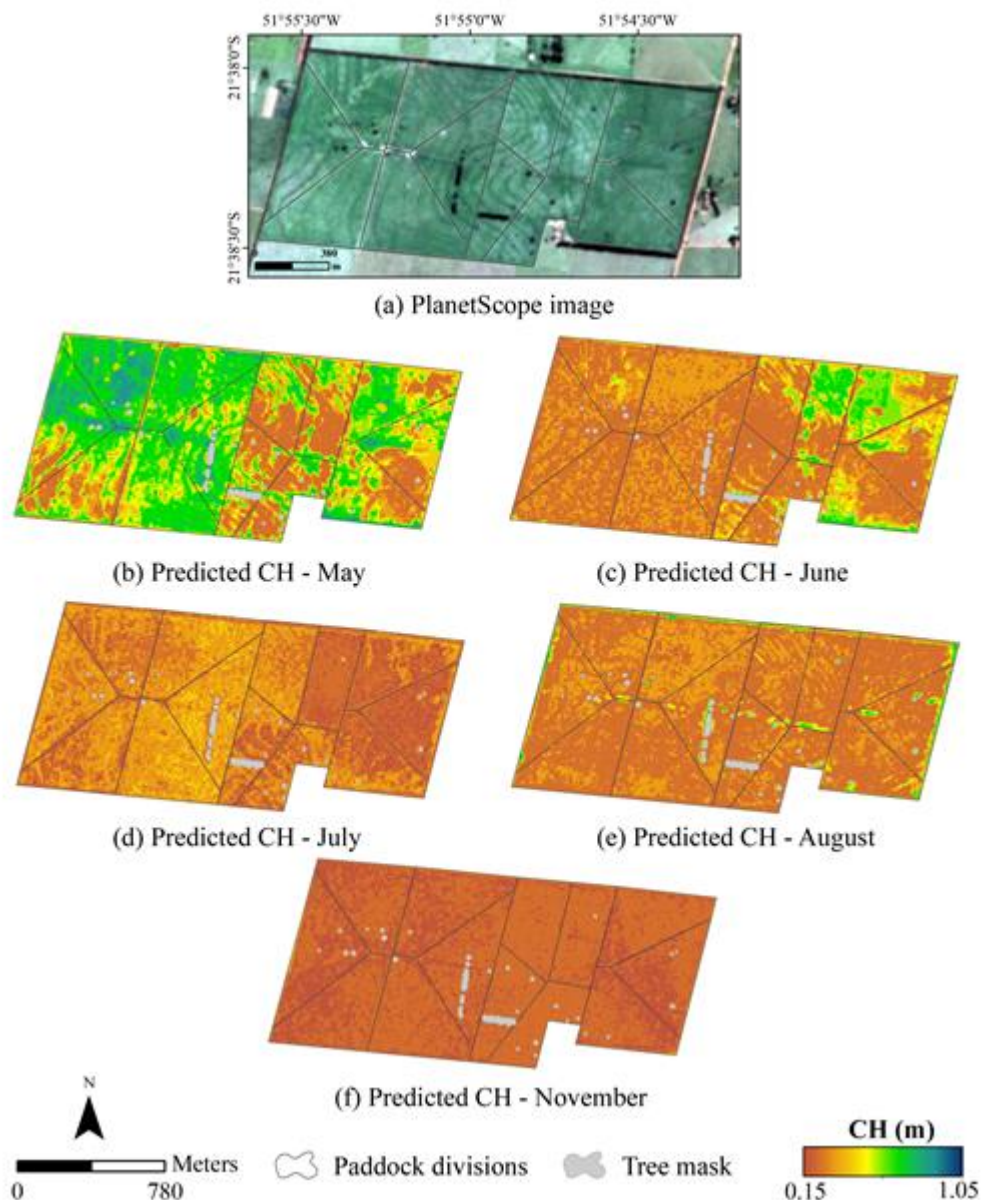 51°55'30"W 51°55'0"W 51°54'30"W
21°38'0"S
21°38'30"S
0 380
m
(a) PlanetScope image
(b) Predicted CH - May
(c) Predicted CH - June
(d) Predicted CH - July
(e) Predicted CH - August
(f) Predicted CH - November
N
Meters
0 780
Paddock divisions
Tree mask
CH (m)
0.15 1.05